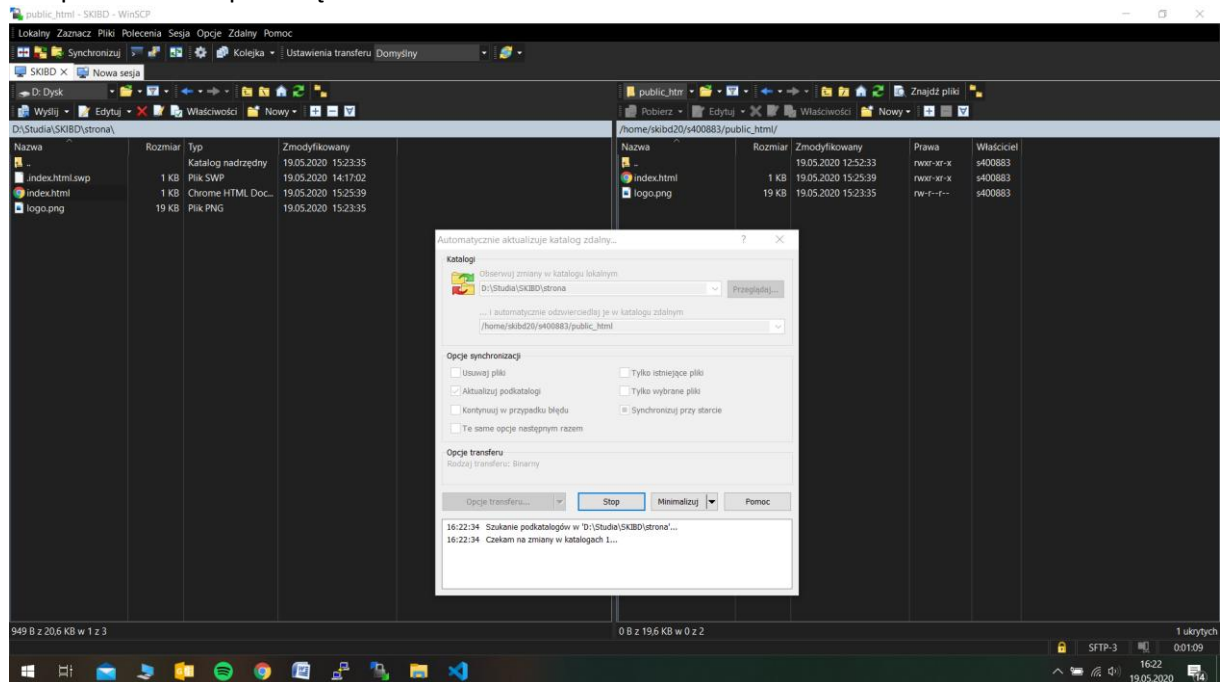 public_html - SKIBD - WinSCP
Lokalny Zaznacz Pliki Polecenia Sesja Opcje Zdalny Pomoc
Synchronizuj Kolejka Ustawienia transferu Domyślny
SKIBD Nowa sesja
D: Dysk
public_htm Znajdź pliki
Wyślij Edytuj Właściwości Nowy
Pobierz Edytuj Właściwości Nowy
D:\Studia\SKIBD\strona\
/home/skibd20/s400883/public_html/
Nazwa Rozmiar Typ Zmodyfikowany
Nazwa Rozmiar Zmodyfikowany Prawa Właściciel
.. Katalog nadrzędny 19.05.2020 15:23:35
.. 19.05.2020 12:52:33 rwxr-xr-x s400883
.index.html.swp 1 KB Plik SWP 19.05.2020 14:17:02
index.html 1 KB 19.05.2020 15:25:39 rwxr-xr-x s400883
index.html 1 KB Chrome HTML Doc... 19.05.2020 15:25:39
logo.png 19 KB 19.05.2020 15:23:35 rw-r--r-- s400883
logo.png 19 KB Plik PNG 19.05.2020 15:23:35
Automatycznie aktualizuje katalog zdalny... ?
Katalogi
Obserwuj zmiany w katalogu lokalnym
D:\Studia\SKIBD\strona Przeglądaj...
... i automatycznie odzwierciedlaj je w katalogu zdalnym
/home/skibd20/s400883/public_html
Opcje synchronizacji
Usuwaj pliki Tylko istniejące pliki
Aktualizuj podkatalogi Tylko wybrane pliki
Kontynuuj w przypadku błędu Synchronizuj przy starcie
Te same opcje następnym razem
Opcje transferu
Rodzaj transferu: Binarny
Opcje transferu... Stop Minimalizuj Pomoc
16:22:34 Szukanie podkatalogów w 'D:\Studia\SKIBD\strona'...
16:22:34 Czekam na zmiany w katalogach 1...
949 B z 20,6 KB w 1 z 3
0 B z 19,6 KB w 0 z 2 1 ukrytych
SFTP-3 0:01:09
16:22
19.05.2020 14